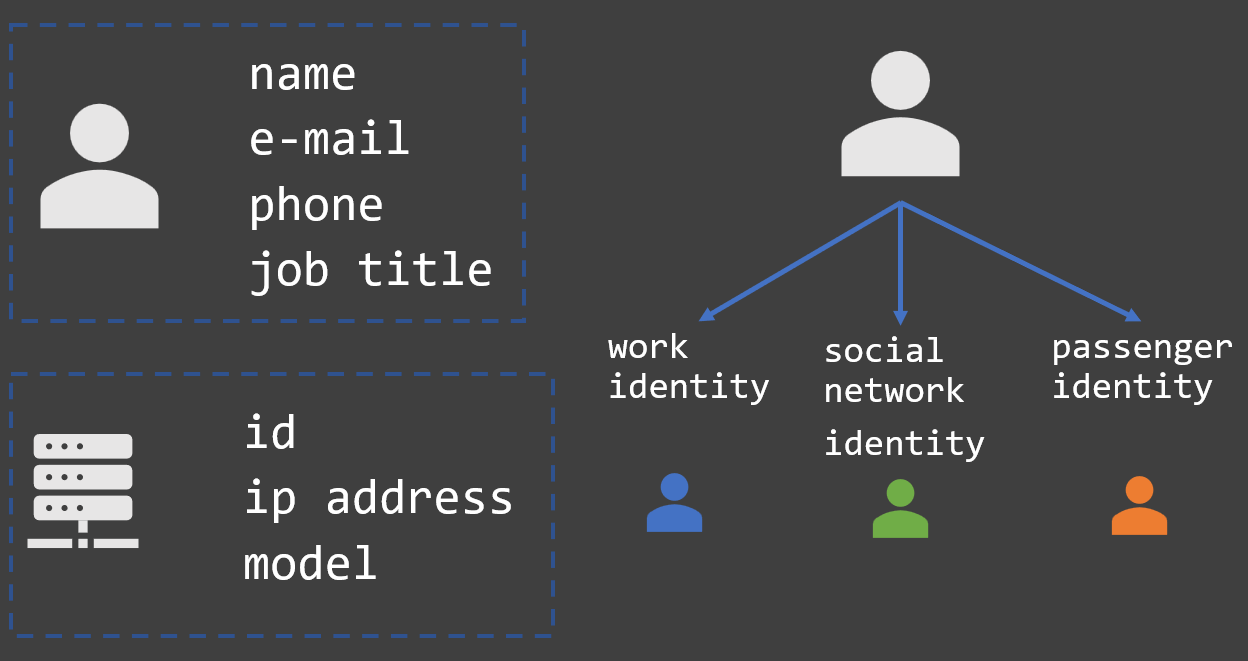 name
e-mail
phone
job title
id
ip address
model
work
identity
social
network
identity
passenger
identity